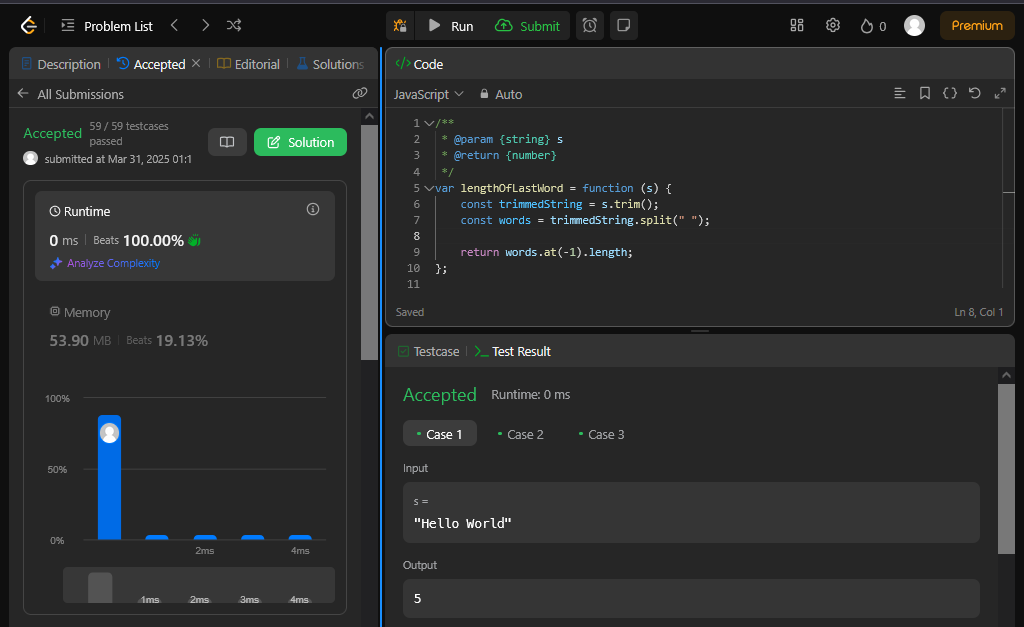 Problem List
Run
Submit
0
Premium
Description
Accepted
Editorial
Solutions
All Submissions
Accepted
59 / 59 testcases
passed
submitted at Mar 31, 2025 01:1
Solution
Runtime
0 ms
Beats 100.00%
Analyze Complexity
Memory
53.90 MB
Beats 19.13%
100%
50%
0%
2ms
4ms
1ms
2ms
3ms
4ms
</> Code
JavaScript
Auto
1 /**
2  * @param {string} s
3  * @return {number}
4  */
5 var lengthOfLastWord = function (s) {
6     const trimmedString = s.trim();
7     const words = trimmedString.split(" ");
8
9     return words.at(-1).length;
10 };
11
Saved
Ln 8, Col 1
Testcase
>_ Test Result
Accepted
Runtime: 0 ms
• Case 1
• Case 2
• Case 3
Input
s =
"Hello World"
Output
5